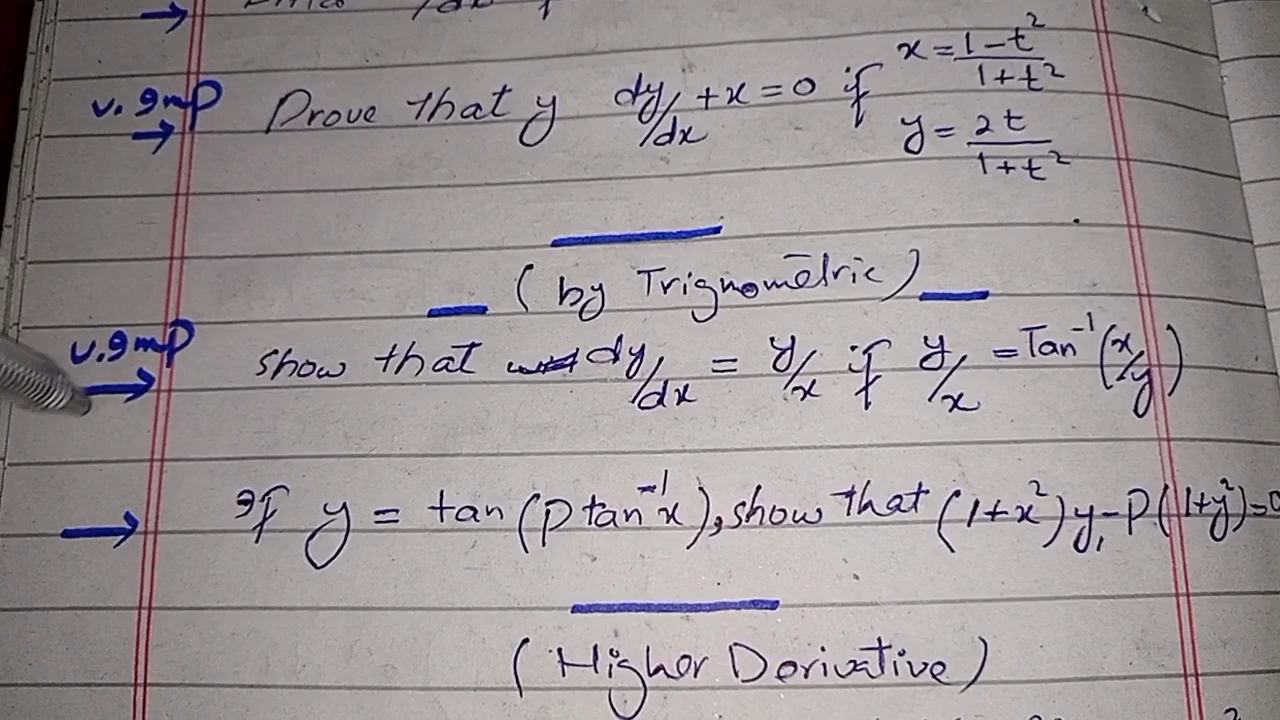 v. Imp Prove that y dy/dx + x = 0 if x = 1-t²/1+t² y = 2t/1+t²
(by Trignometric)
v. Imp show that dy/dx = y/x if y/x = Tan⁻¹(x/y)
If y = tan(P tan⁻¹x), show that (1+x²)y₁ - P(1+y²)=0
(Higher Derivative)